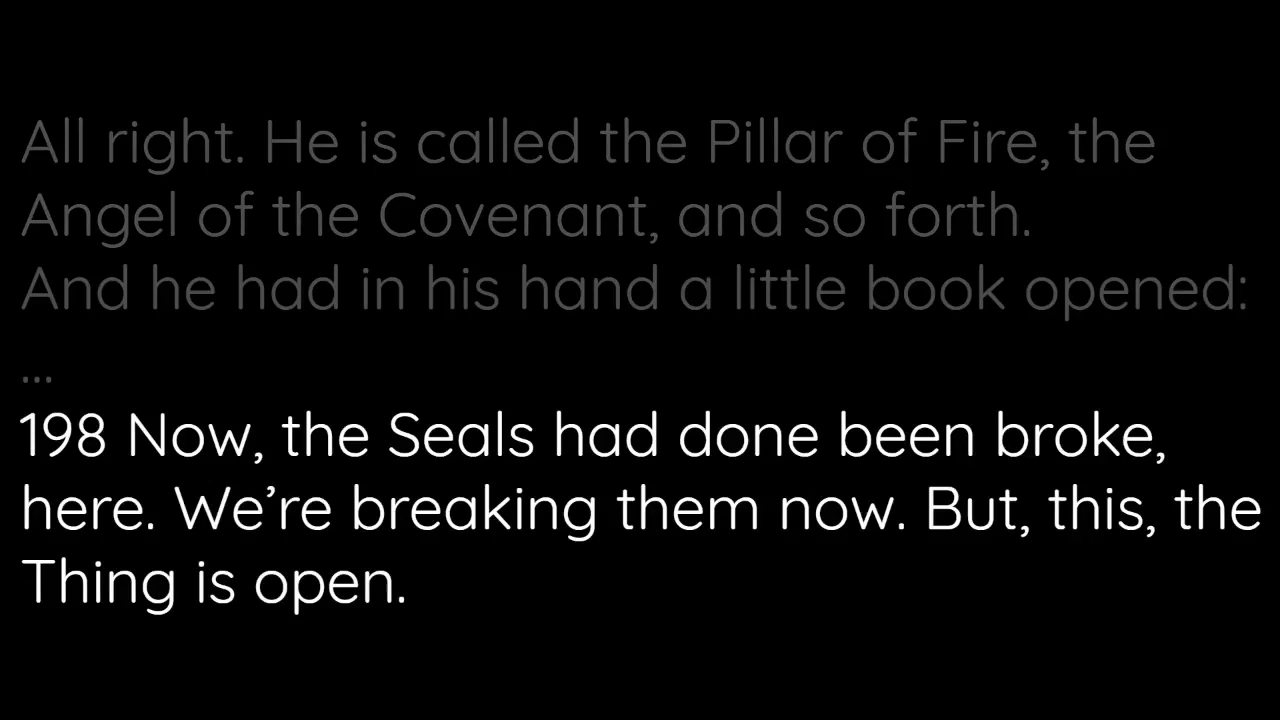 All right. He is called the Pillar of Fire, the
Angel of the Covenant, and so forth.
And he had in his hand a little book opened:
...
198 Now, the Seals had done been broke,
here. We’re breaking them now. But, this, the
Thing is open.